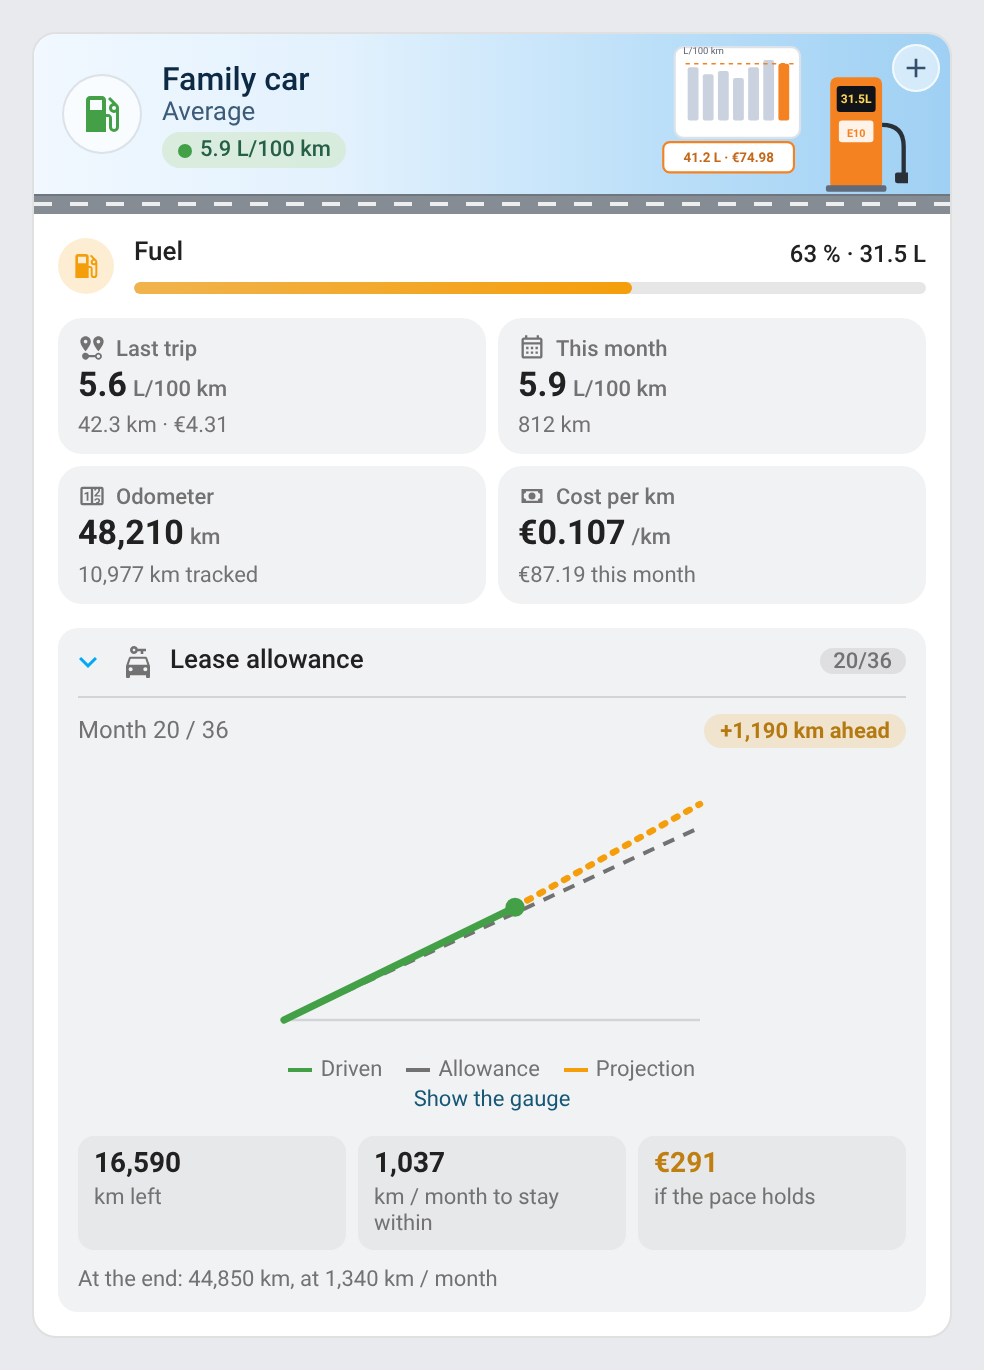 Family car
Average
5.9 L/100 km
L/100 km
41.2 L · €74.98
31.5L
E10
Fuel
63 % · 31.5 L
Last trip
5.6 L/100 km
42.3 km · €4.31
This month
5.9 L/100 km
812 km
Odometer
48,210 km
10,977 km tracked
Cost per km
€0.107 /km
€87.19 this month
Lease allowance
20/36
Month 20 / 36
+1,190 km ahead
Driven
Allowance
Projection
Show the gauge
16,590
km left
1,037
km / month to stay
within
€291
if the pace holds
At the end: 44,850 km, at 1,340 km / month